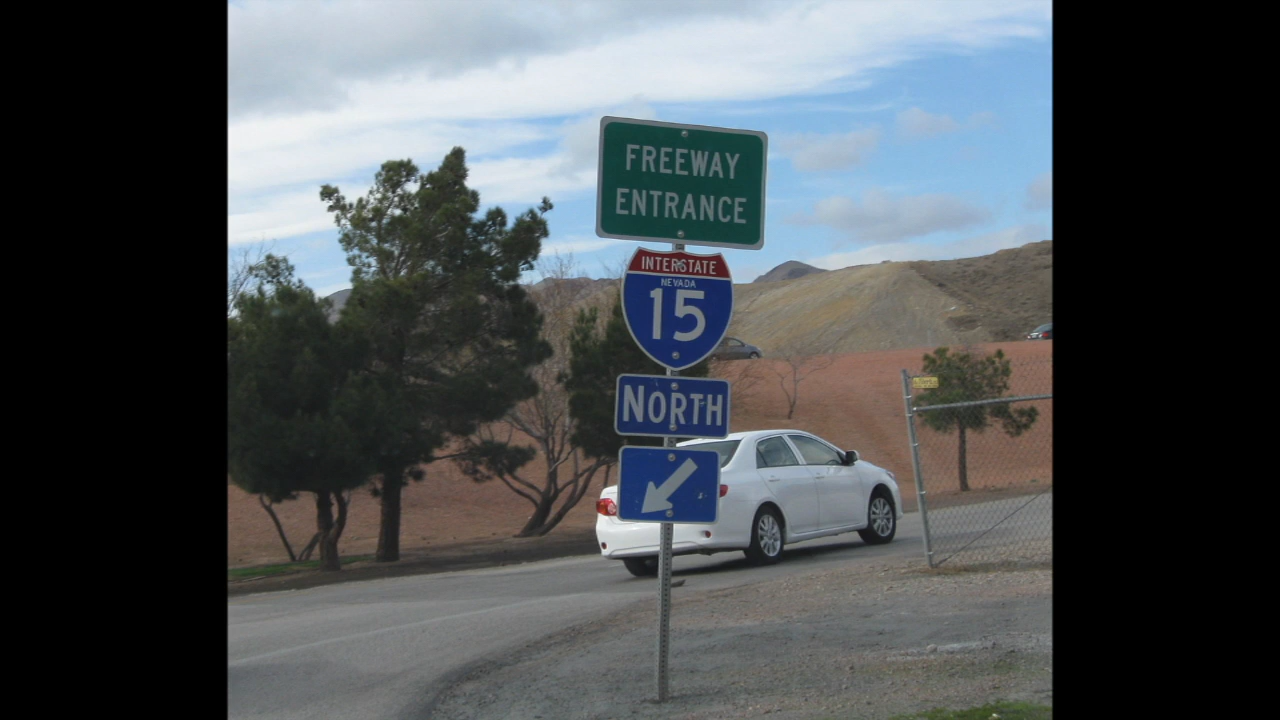 FREEWAY
ENTRANCE
INTERSTATE
NEVADA
15
NORTH